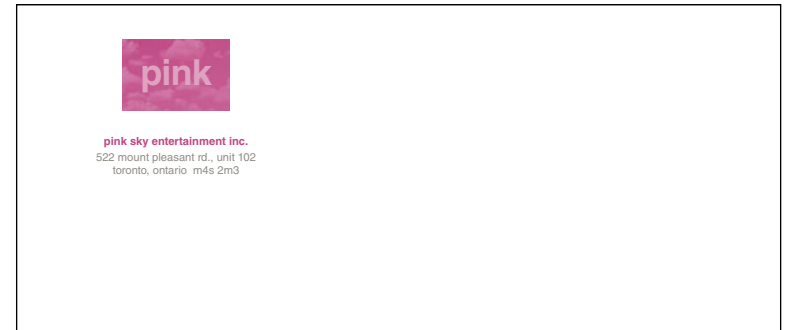 pink
pink sky entertainment inc.
522 mount pleasant rd., unit 102
toronto, ontario  m4s 2m3